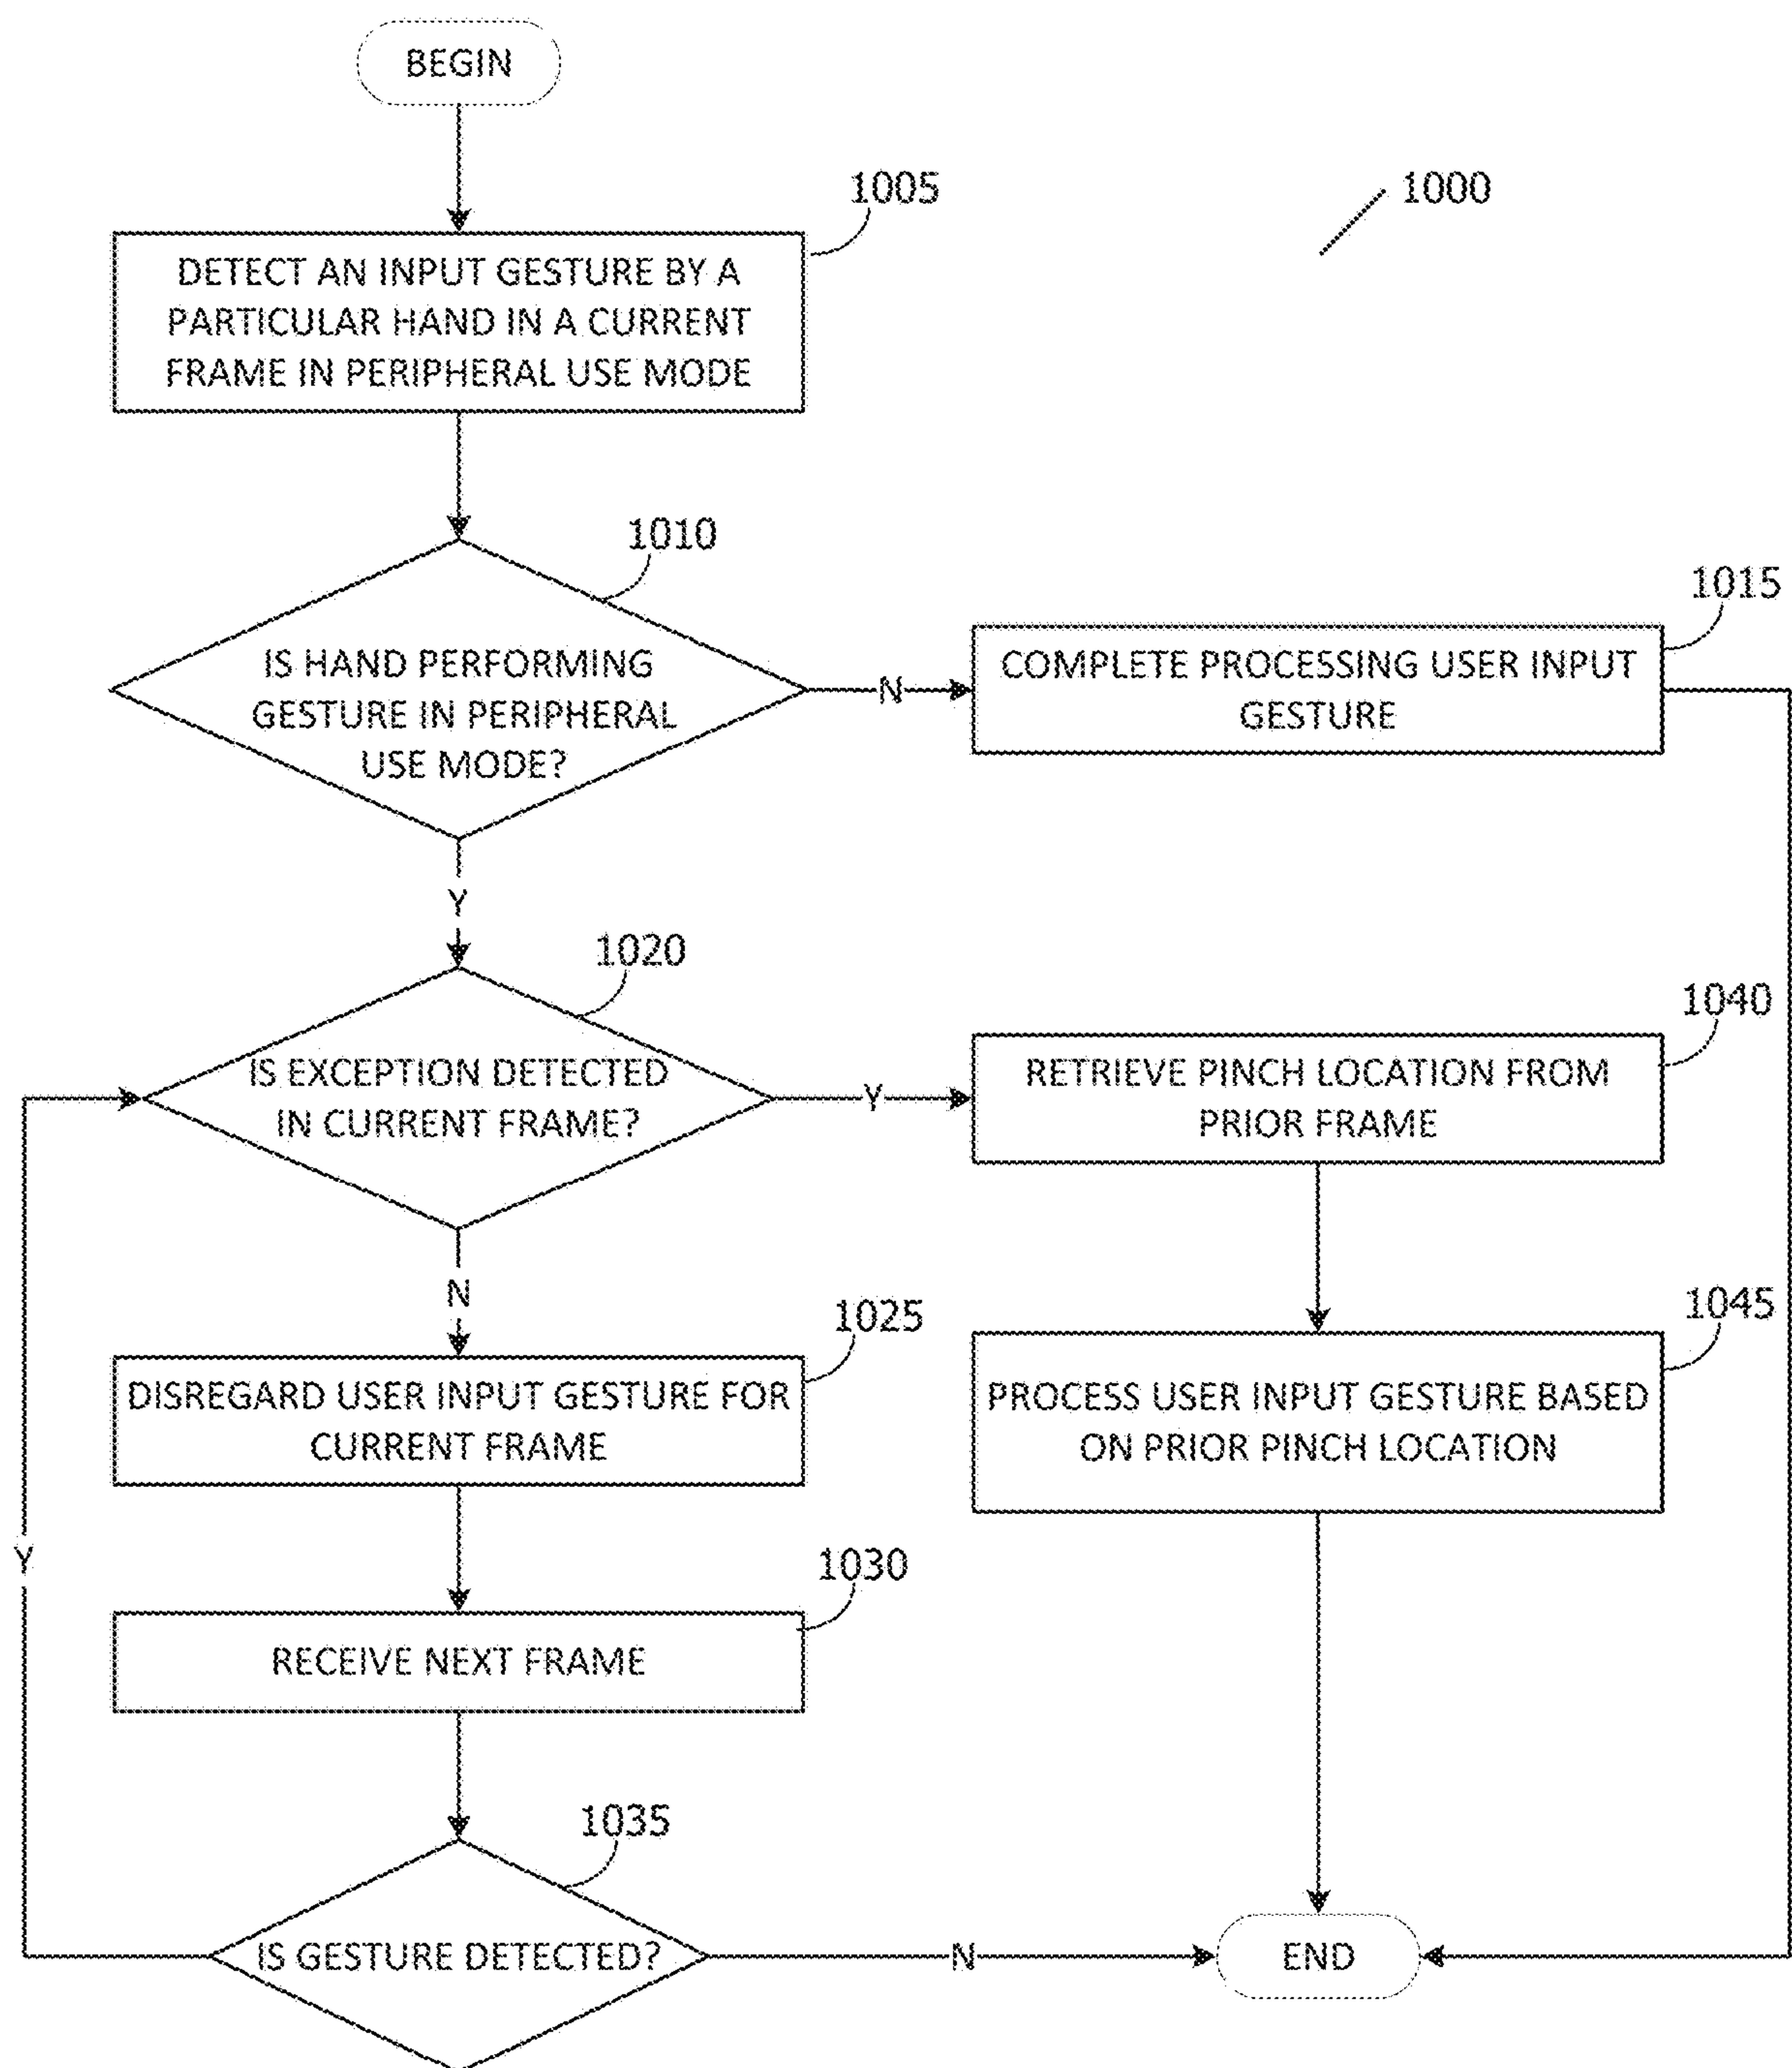 BEGIN
1005
1000
DETECT AN INPUT GESTURE BY A
PARTICULAR HAND IN A CURRENT
FRAME IN PERIPHERAL USE MODE
1010
1015
IS HAND PERFORMING
GESTURE IN PERIPHERAL
USE MODE?
N
COMPLETE PROCESSING USER INPUT
GESTURE
Y
1020
1040
IS EXCEPTION DETECTED
IN CURRENT FRAME?
Y
RETRIEVE PINCH LOCATION FROM
PRIOR FRAME
N
1025
1045
DISREGARD USER INPUT GESTURE FOR
CURRENT FRAME
PROCESS USER INPUT GESTURE BASED
ON PRIOR PINCH LOCATION
Y
1030
RECEIVE NEXT FRAME
1035
IS GESTURE DETECTED?
N
END